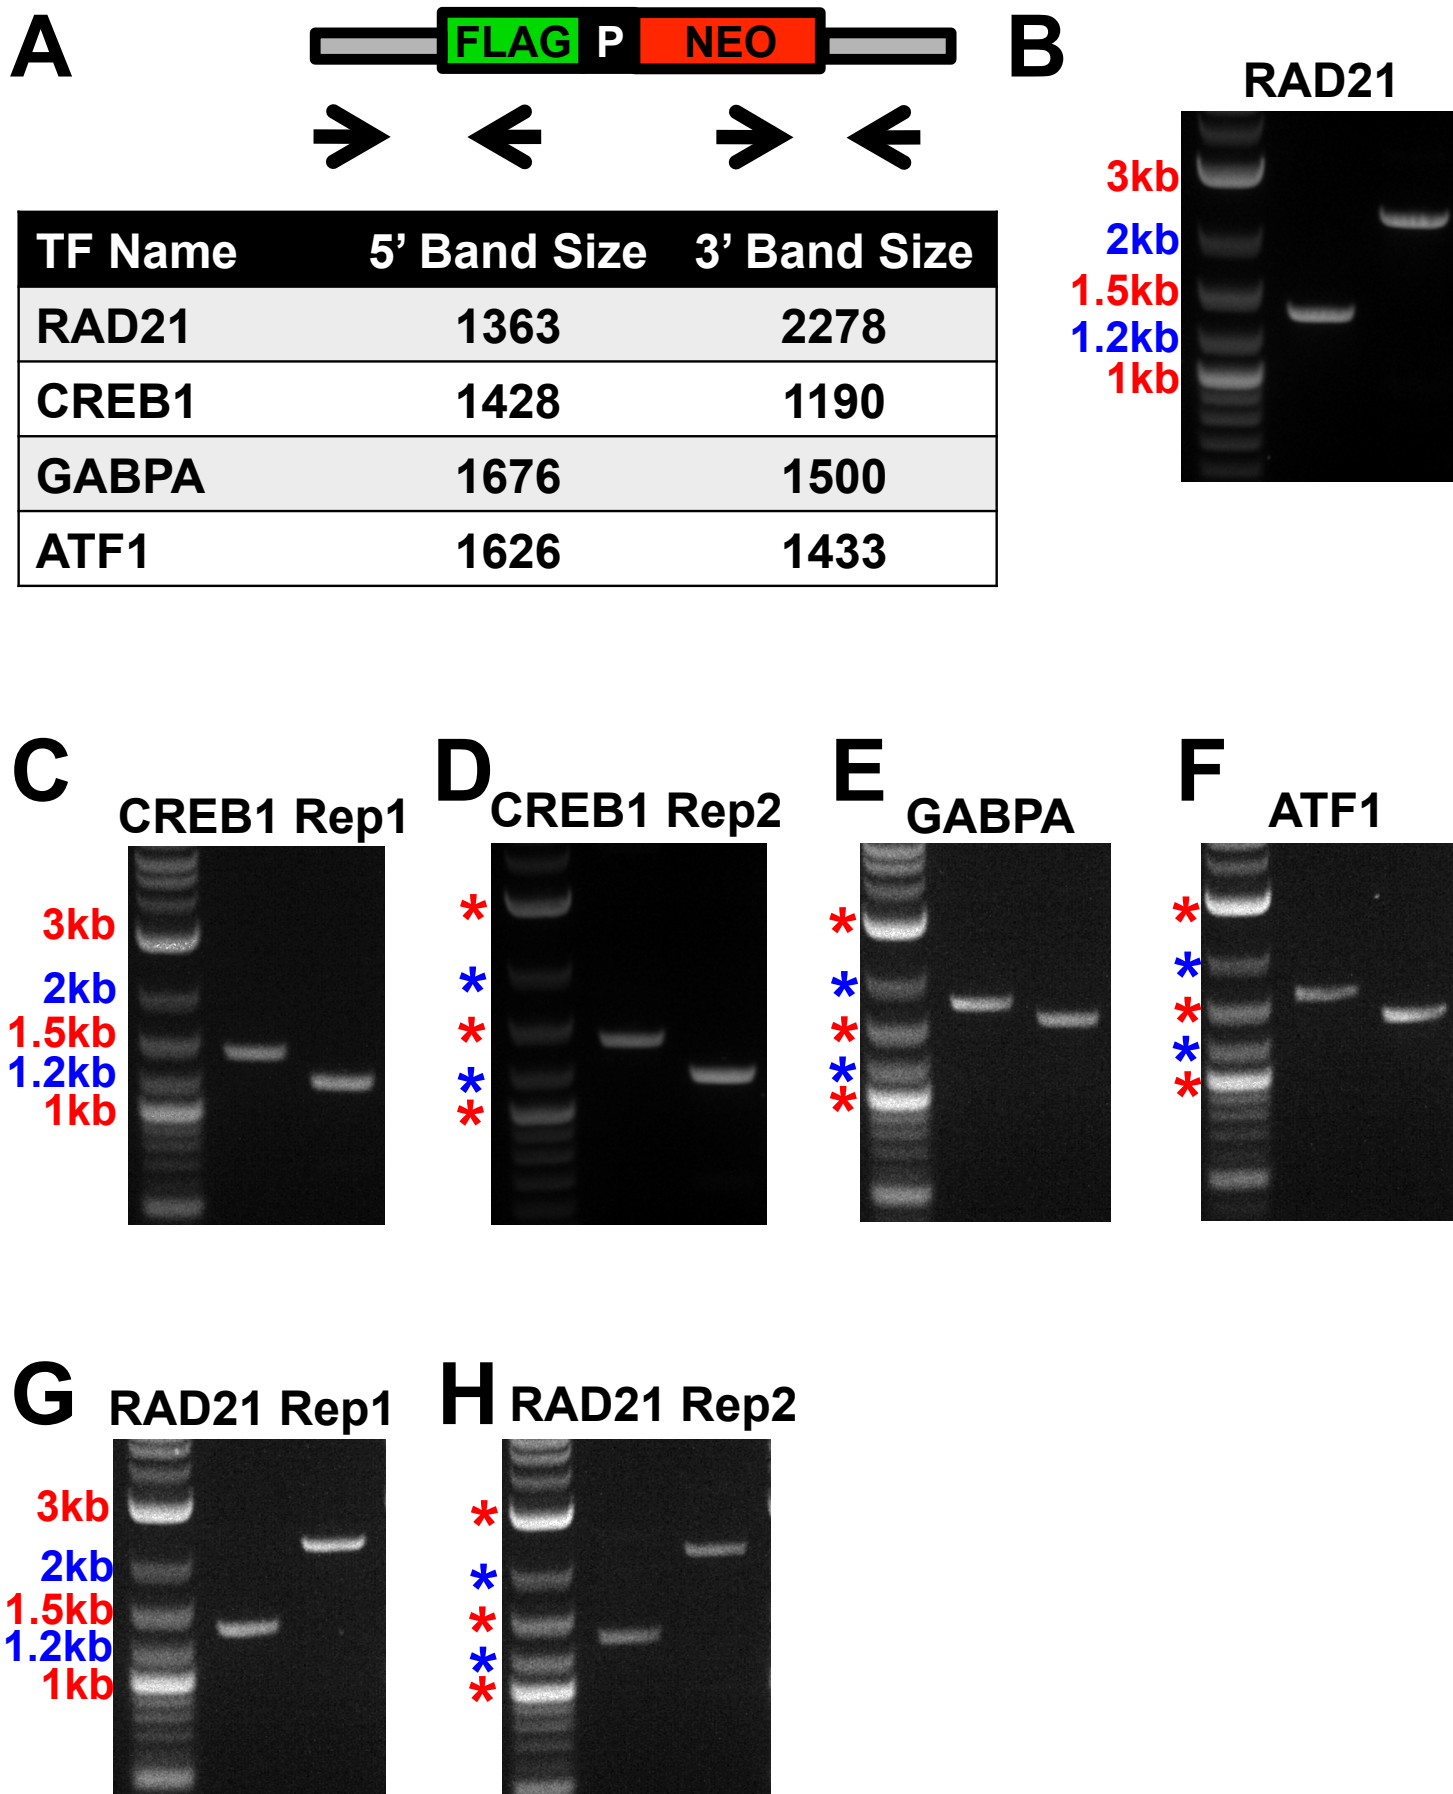 A
FLAG P NEO
TF Name 5’ Band Size 3’ Band Size
RAD21 1363 2278
CREB1 1428 1190
GABPA 1676 1500
ATF1 1626 1433
B
RAD21
3kb
2kb
1.5kb
1.2kb
1kb
C
CREB1 Rep1
3kb
2kb
1.5kb
1.2kb
1kb
D
CREB1 Rep2
*
*
*
*
*
E
GABPA
*
*
*
*
*
F
ATF1
*
*
*
*
*
G
RAD21 Rep1
3kb
2kb
1.5kb
1.2kb
1kb
H
RAD21 Rep2
*
*
*
*
*